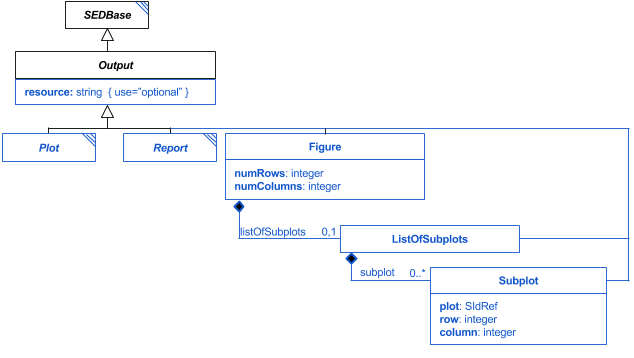 SEDBase
Output
resource: string { use="optional" }
Plot
Report
Figure
numRows: integer
numColumns: integer
listOfSubplots 0,1
ListOfSubplots
subplot 0..*
Subplot
plot: SIdRef
row: integer
column: integer